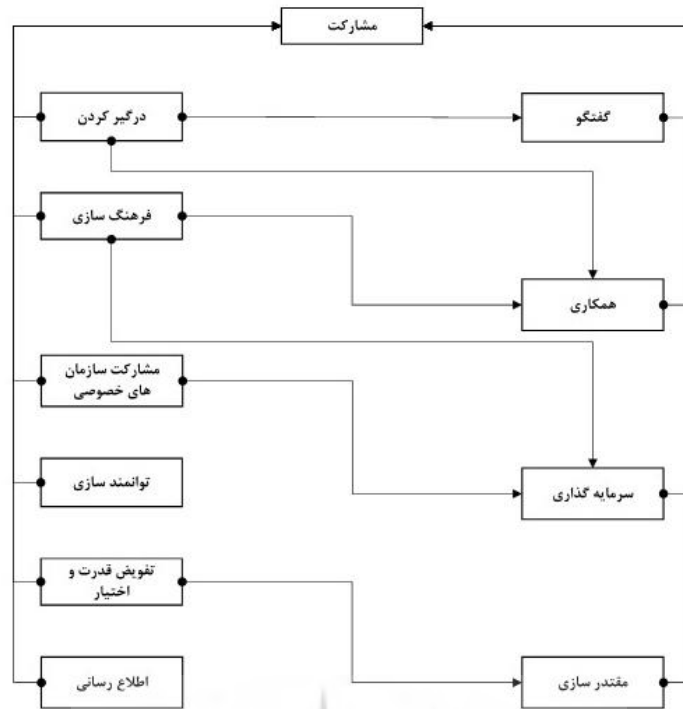 مشارکت
درگیر کردن
گفتگو
فرهنگ سازی
همکاری
مشارکت سازمان
های خصوصی
توانمند سازی
سرمایه گذاری
تفویض قدرت و
اختیار
اطلاع رسانی
مقتدر سازی